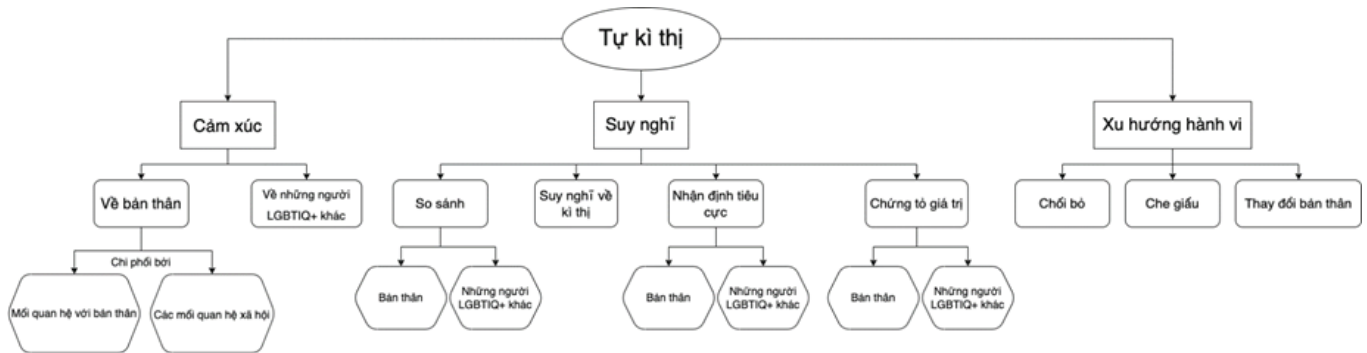 Tự kì thị
Cảm xúc
Suy nghĩ
Xu hướng hành vi
Về bản thân
Về những người
LGBTIQ+ khác
So sánh
Suy nghĩ về
kì thị
Nhận định tiêu
cực
Chứng tỏ giá trị
Chối bỏ
Che giấu
Thay đổi bản thân
Chi phối bởi
Mối quan hệ với bản thân
Các mối quan hệ xã hội
Bản thân
Những người
LGBTIQ+ khác
Bản thân
Những người
LGBTIQ+ khác
Bản thân
Những người
LGBTIQ+ khác